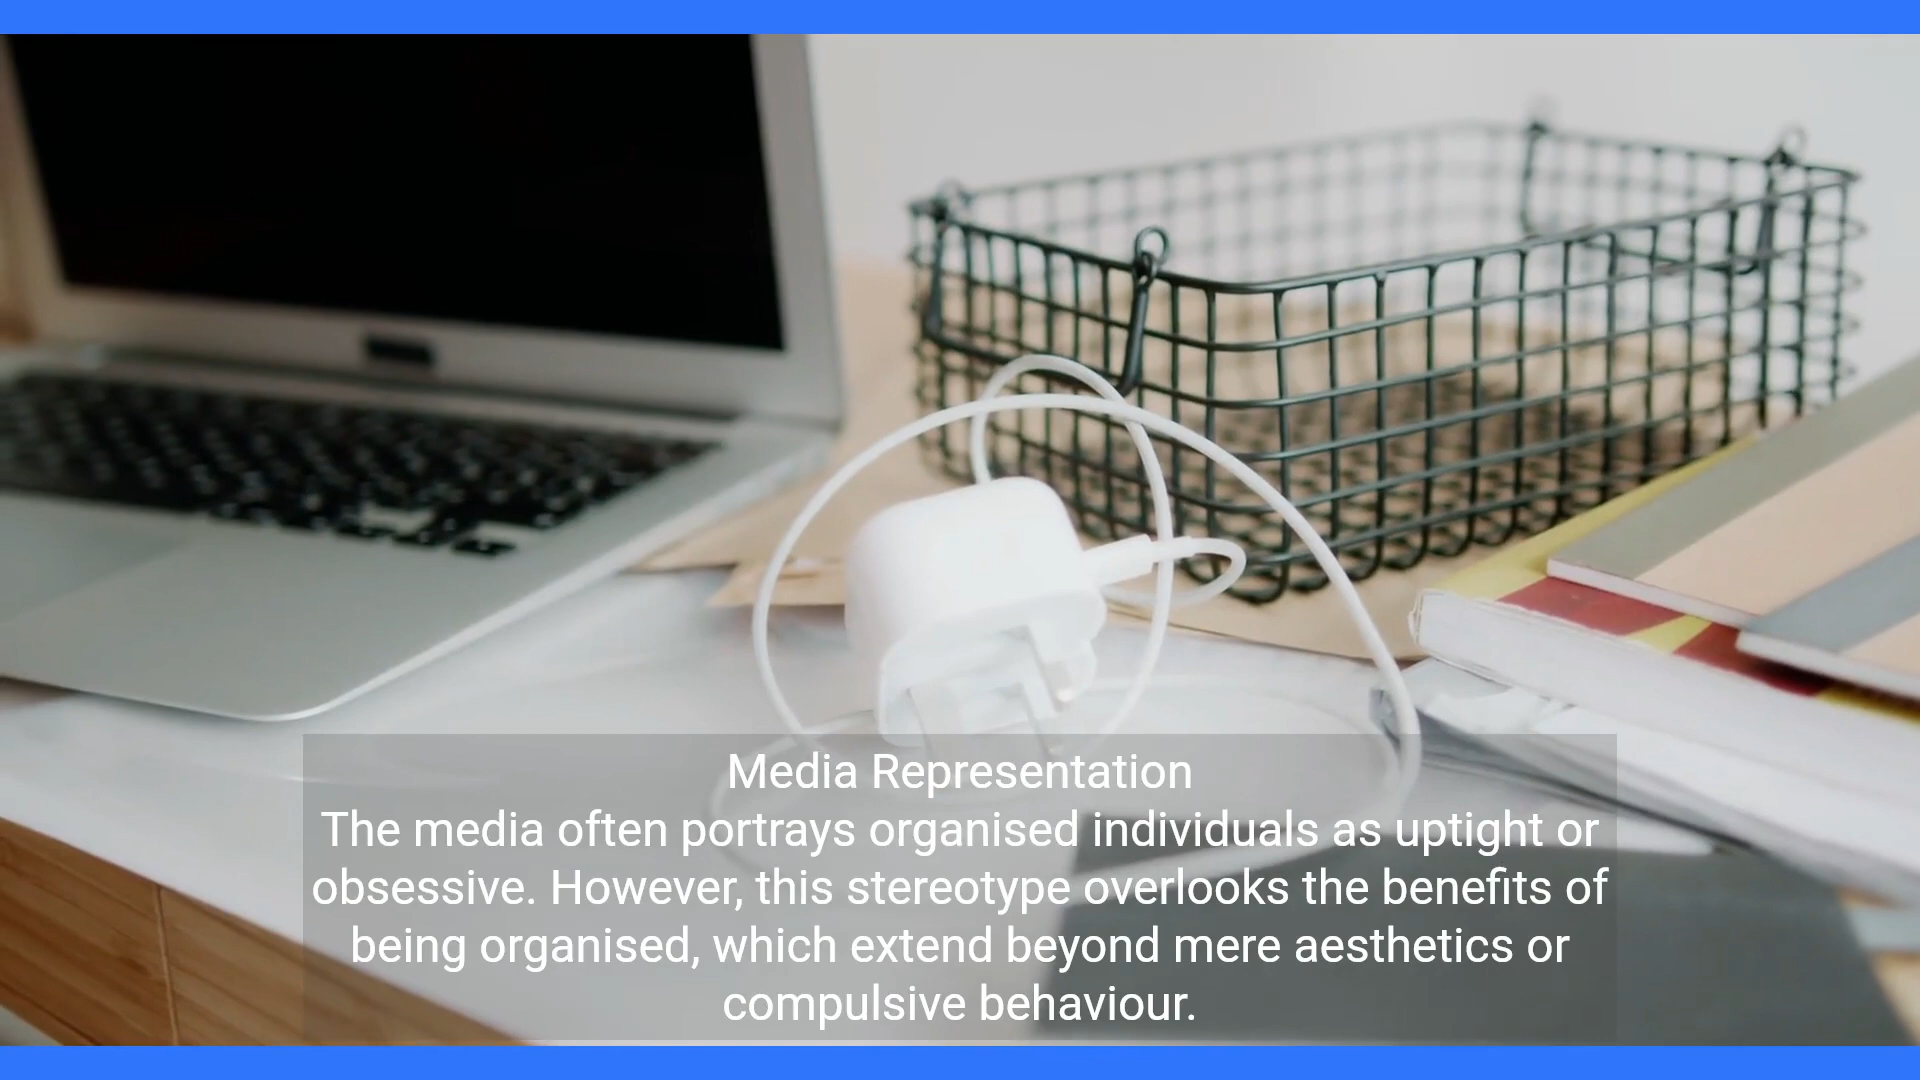 Media Representation
The media often portrays organised individuals as uptight or
obsessive. However, this stereotype overlooks the benefits of
being organised, which extend beyond mere aesthetics or
compulsive behaviour.